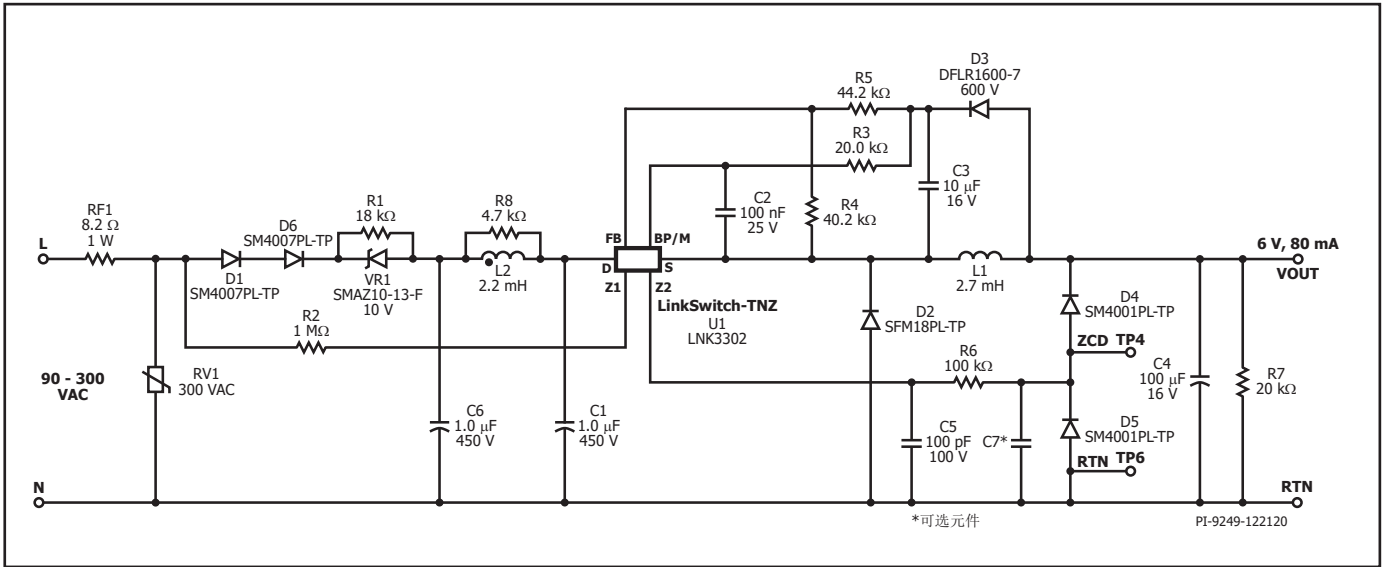 D3
DFLR1600-7
600 V
R5
44.2 kΩ
R3
20.0 kΩ
C3
10 μF
16 V
C2
100 nF
25 V
R4
40.2 kΩ
R1
18 kΩ
R8
4.7 kΩ
RF1
8.2 Ω
1 W
D6
SM4007PL-TP
L
D1
SM4007PL-TP
VR1
SMAZ10-13-F
10 V
L2
2.2 mH
FB
BP/M
D
S
Z1
Z2
LinkSwitch-TNZ
U1
LNK3302
L1
2.7 mH
6 V, 80 mA
VOUT
R2
1 MΩ
D2
SFM18PL-TP
D4
SM4001PL-TP
ZCD TP4
R6
100 kΩ
C4
100 μF
16 V
R7
20 kΩ
90 - 300
VAC
RV1
300 VAC
C6
1.0 μF
450 V
C1
1.0 μF
450 V
C5
100 pF
100 V
C7*
D5
SM4001PL-TP
RTN TP6
N
RTN
*可选元件
PI-9249-122120